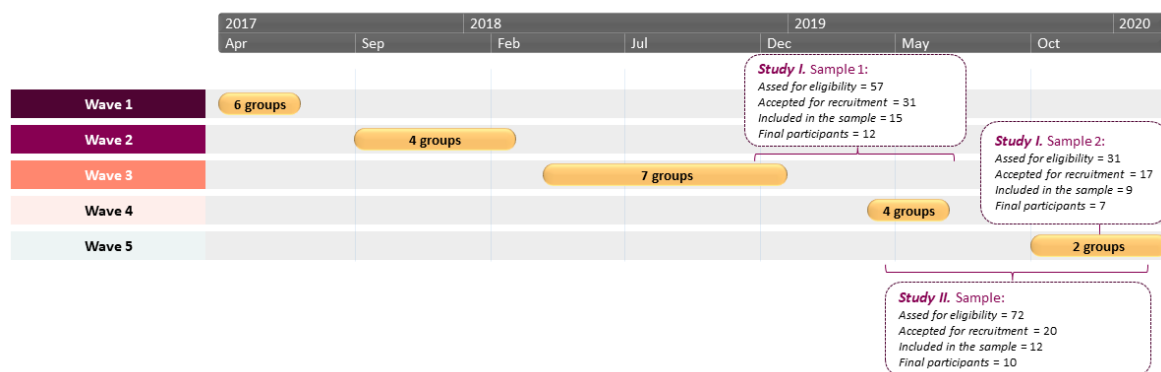 2017 2018 2019 2020
Apr Sep Feb Jul Dec May Oct
Study I. Sample 1:
Assed for eligibility = 57
Accepted for recruitment = 31
Included in the sample = 15
Final participants = 12
Wave 1 6 groups
Wave 2 4 groups
Study I. Sample 2:
Assed for eligibility = 31
Accepted for recruitment = 17
Included in the sample = 9
Final participants = 7
Wave 3 7 groups
Wave 4 4 groups
Wave 5 2 groups
Study II. Sample:
Assed for eligibility = 72
Accepted for recruitment = 20
Included in the sample = 12
Final participants = 10